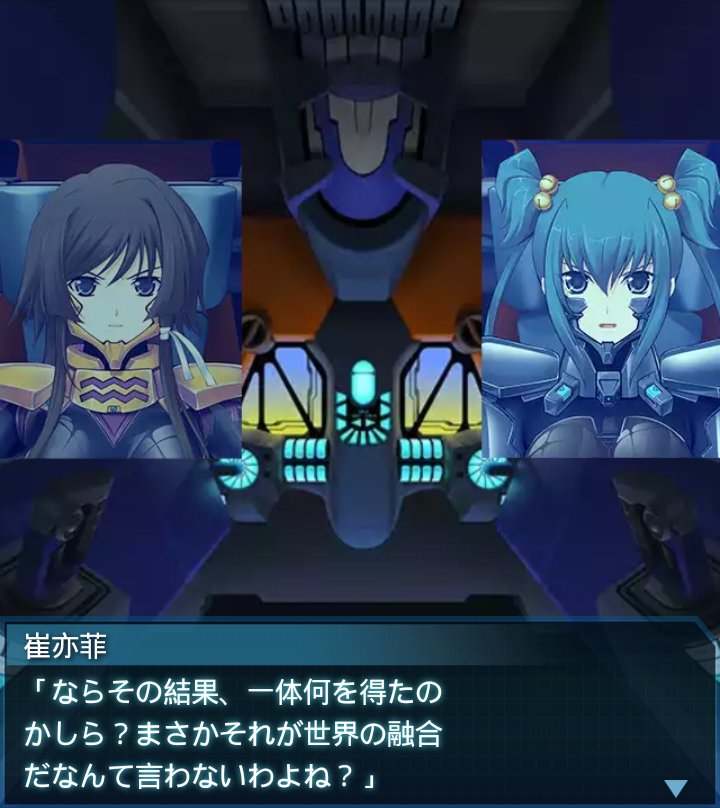 崔亦菲
「ならその結果、一体何を得たの
かしら？まさかそれが世界の融合
だなんて言わないわよね？」